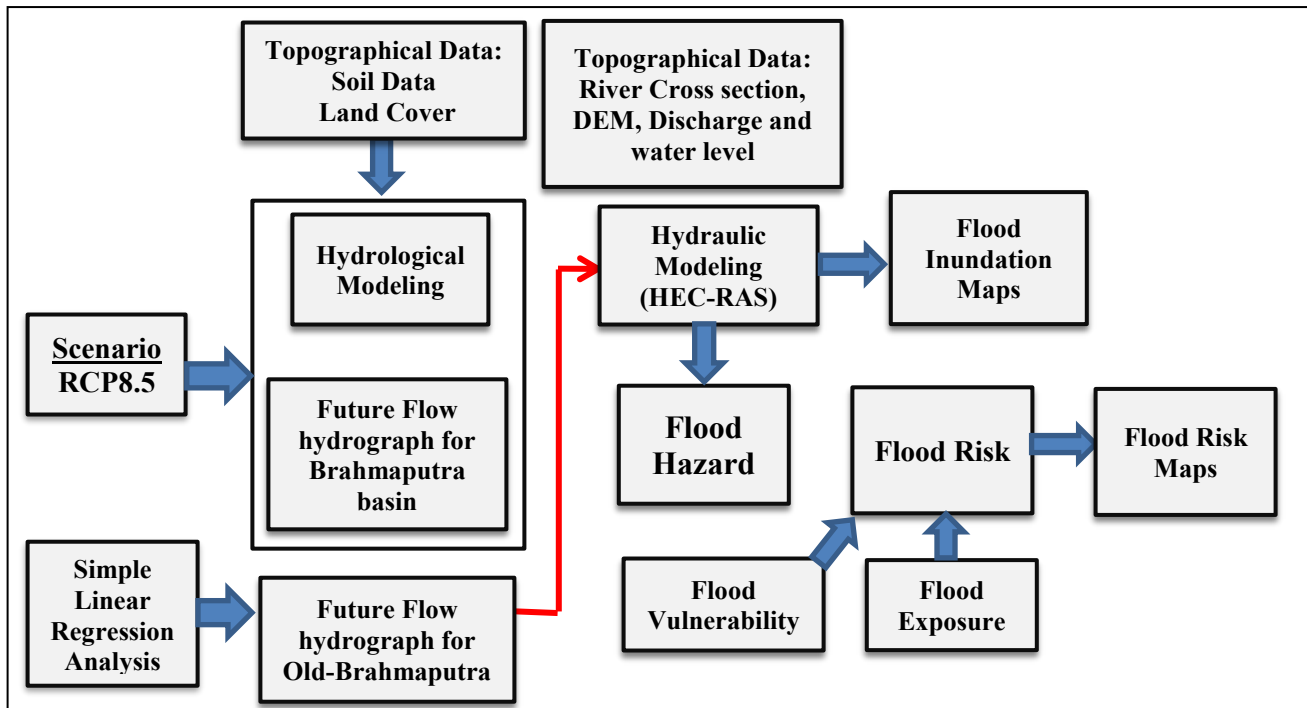 Topographical Data:
Soil Data
Land Cover
Topographical Data:
River Cross section,
DEM, Discharge and
water level
Hydrological
Modeling
Hydraulic
Modeling
(HEC-RAS)
Flood
Inundation
Maps
Scenario
RCP8.5
Future Flow
hydrograph for
Brahmaputra
basin
Flood
Hazard
Flood Risk
Flood Risk
Maps
Simple
Linear
Regression
Analysis
Future Flow
hydrograph for
Old-Brahmaputra
Flood
Vulnerability
Flood
Exposure